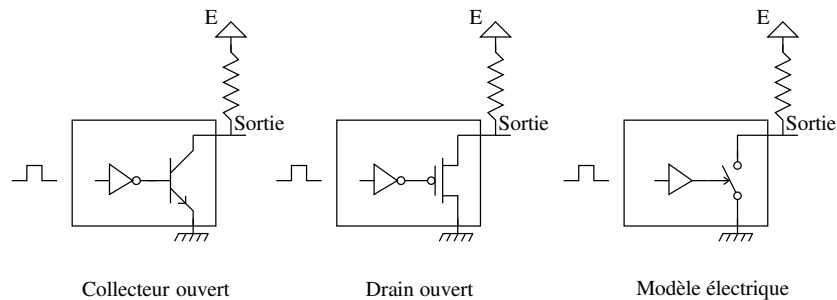 E
E
E
Sortie
Sortie
Sortie
Collecteur ouvert
Drain ouvert
Modèle électrique